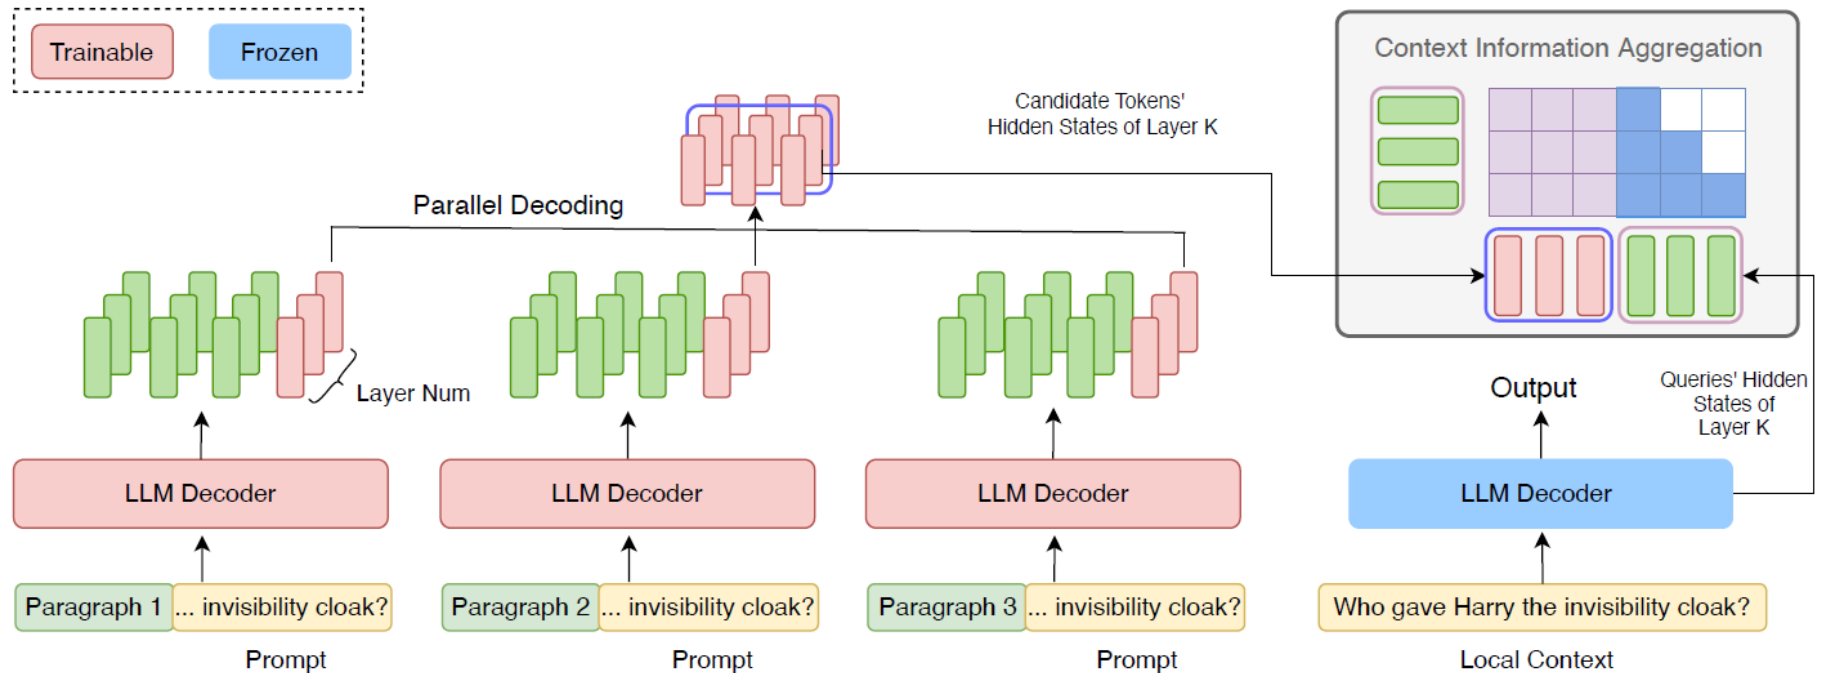 Trainable
Frozen
Context Information Aggregation
Candidate Tokens'
Hidden States of Layer K
Parallel Decoding
Layer Num
Output
Queries' Hidden
States of
Layer K
LLM Decoder
LLM Decoder
LLM Decoder
LLM Decoder
Paragraph 1
... invisibility cloak?
Paragraph 2
... invisibility cloak?
Paragraph 3
... invisibility cloak?
Who gave Harry the invisibility cloak?
Prompt
Prompt
Prompt
Local Context